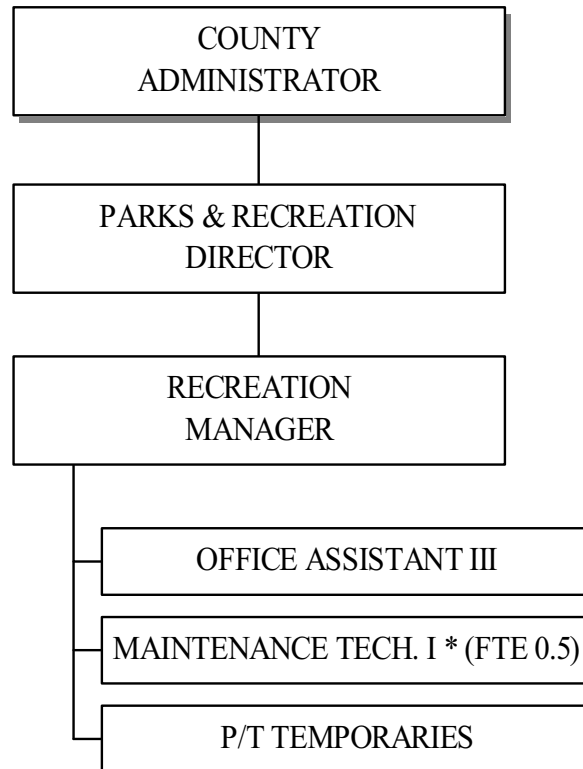 COUNTY
ADMINISTRATOR
PARKS & RECREATION
DIRECTOR
RECREATION
MANAGER
OFFICE ASSISTANT III
MAINTENANCE TECH. I * (FTE 0.5)
P/T TEMPORARIES